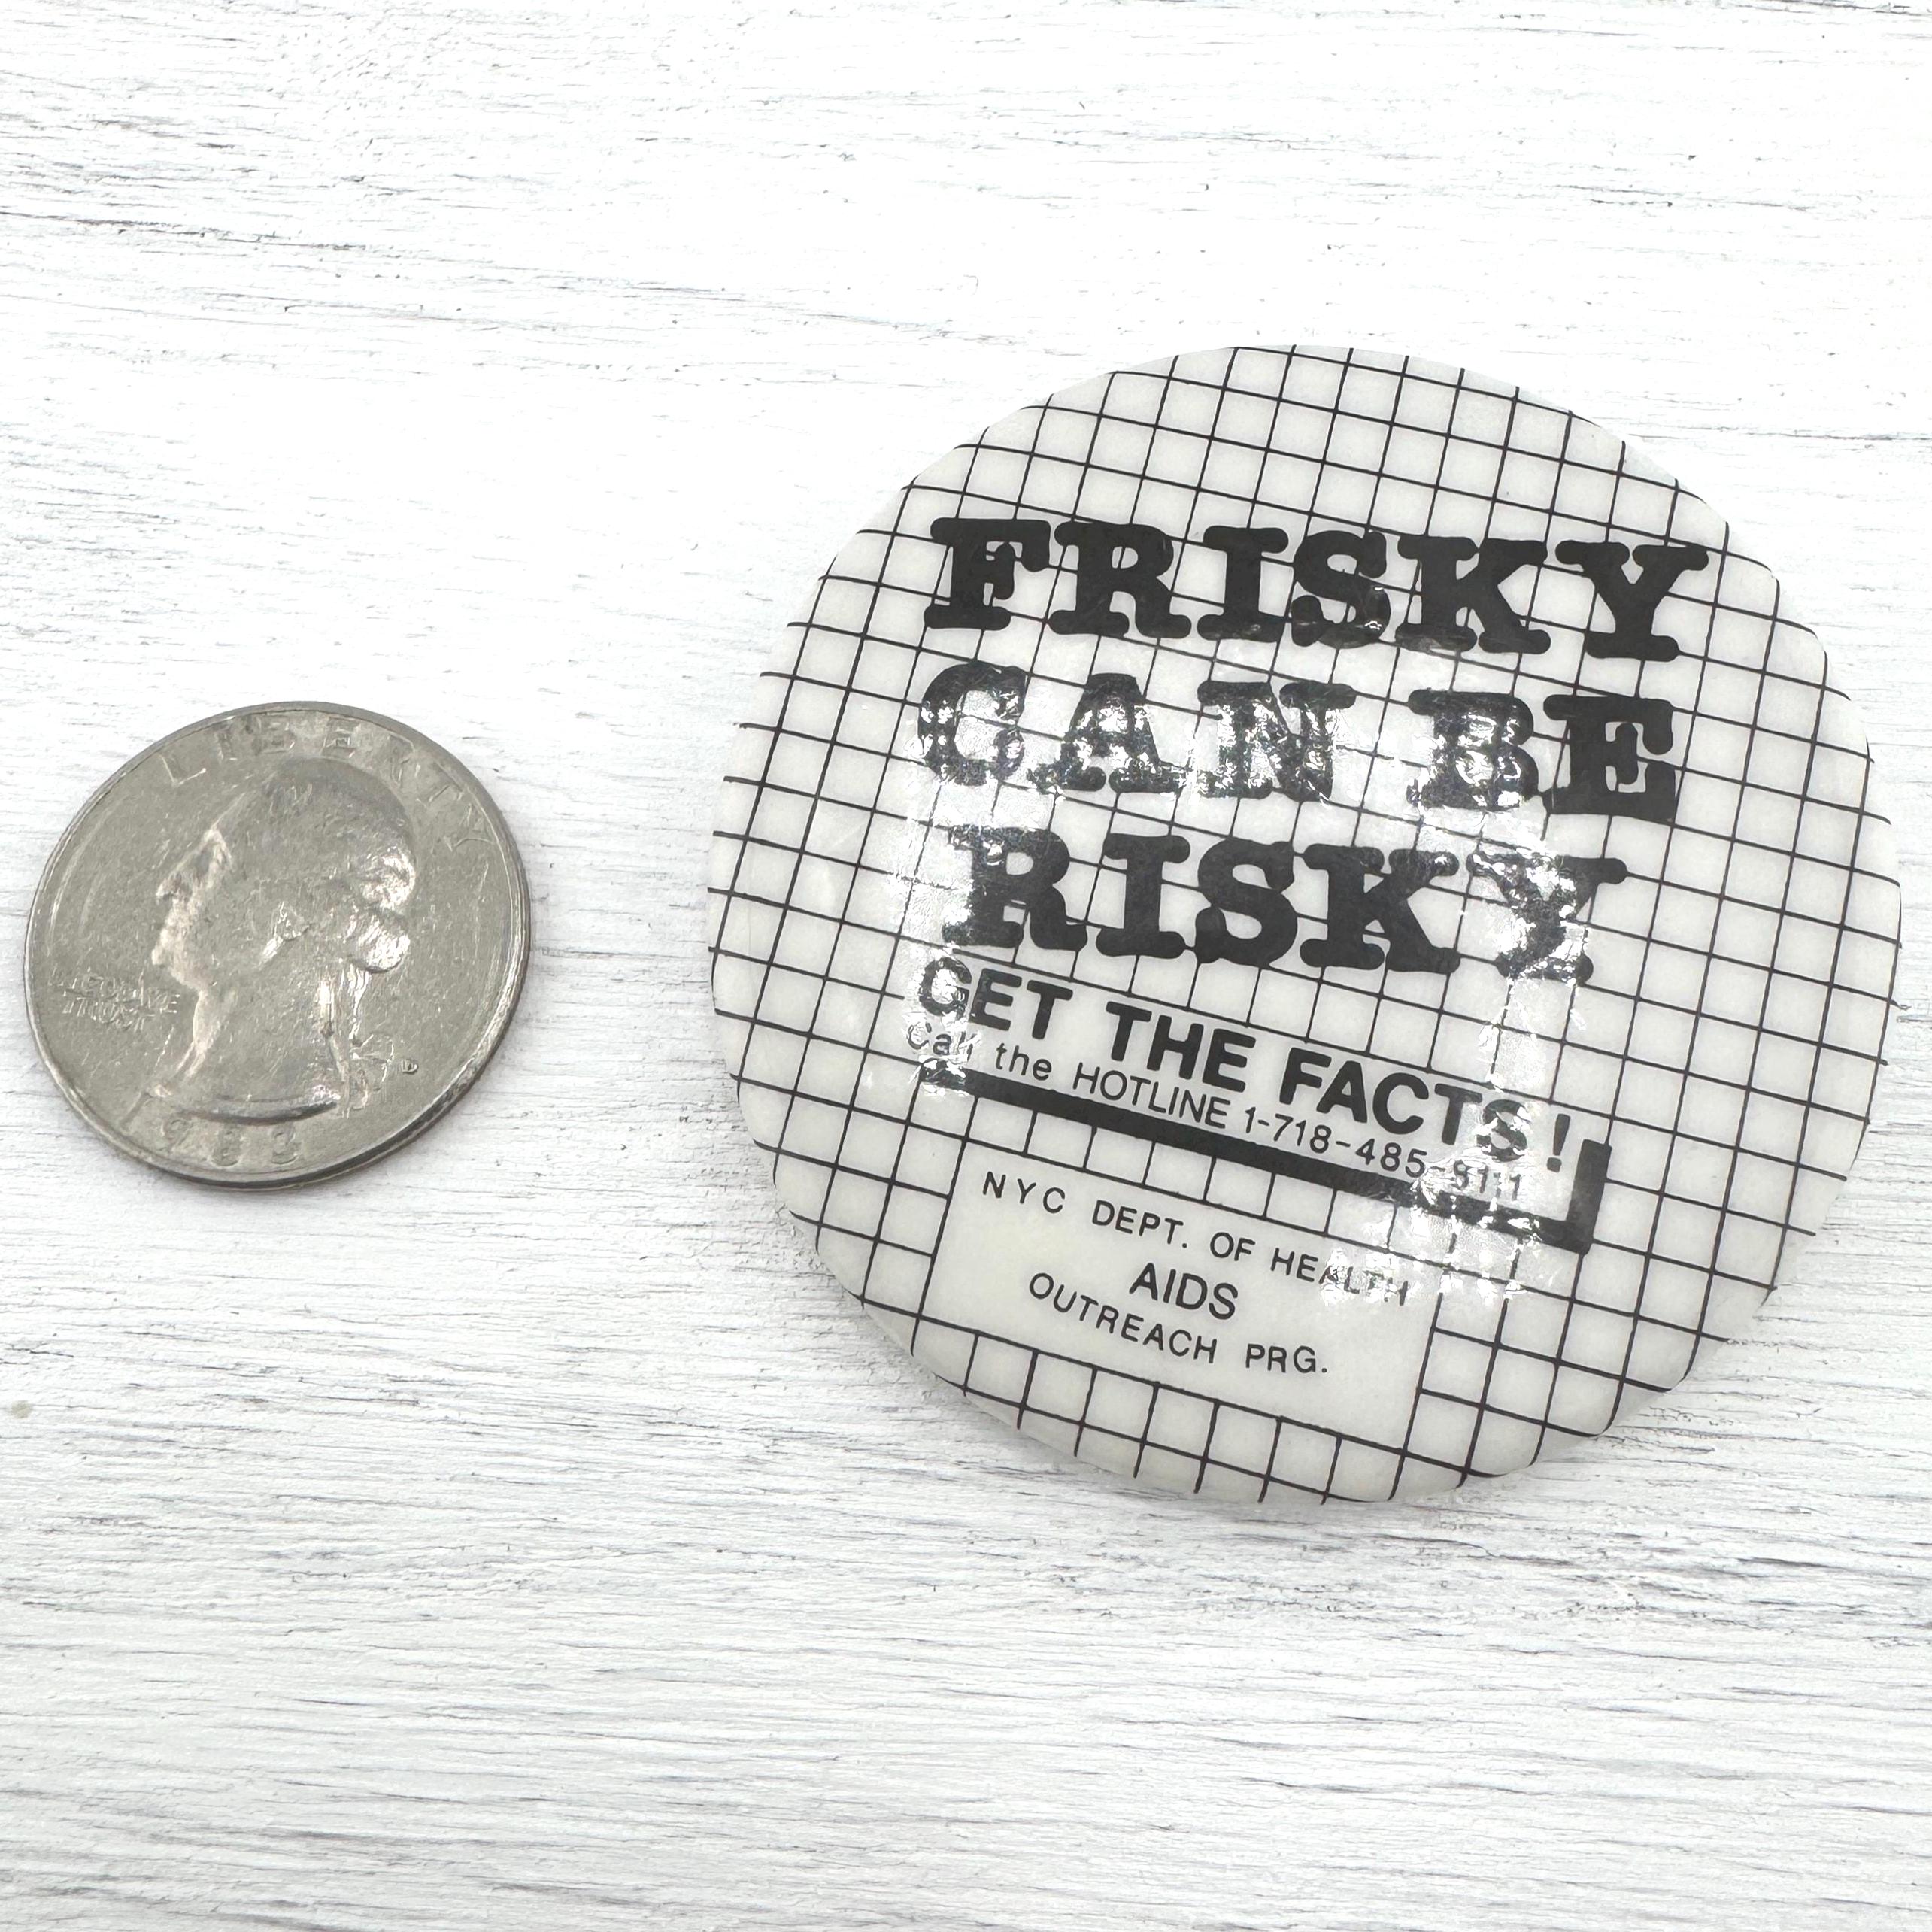 LIBERTY
IN GOD WE
TRUST
D
1988
FRISKY
CAN BE
RISKY
GET THE FACTS!
Call the HOTLINE 1-718-485-8111
NYC DEPT. OF HEALTH
AIDS
OUTREACH PRG.